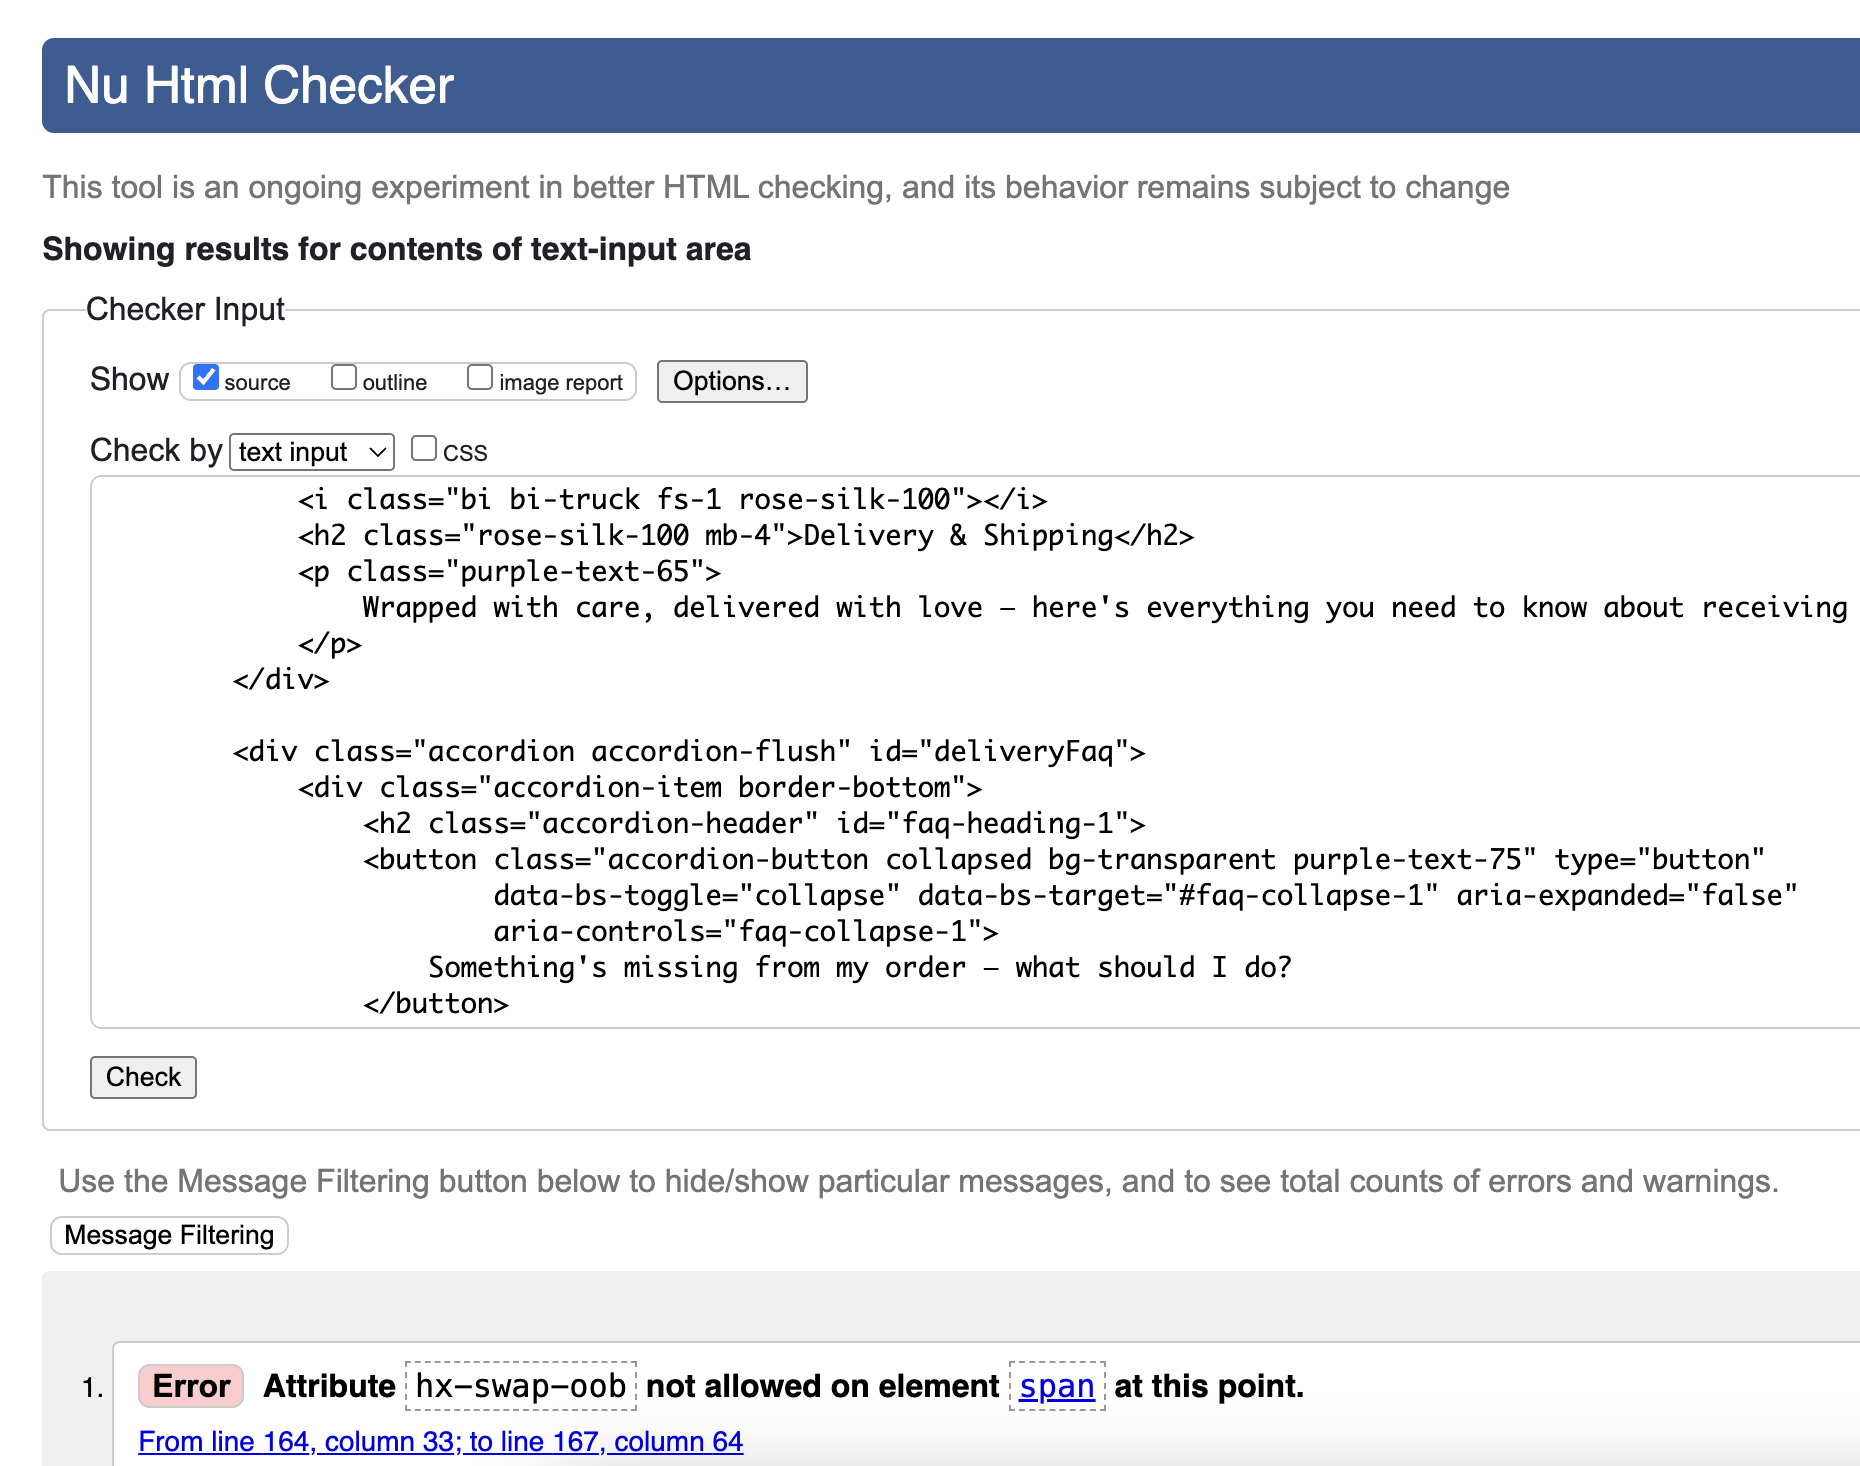 Nu Html Checker
This tool is an ongoing experiment in better HTML checking, and its behavior remains subject to change
Showing results for contents of text-input area
Checker Input
Show source outline image report Options...
Check by text input CSS
<i class="bi bi-truck fs-1 rose-silk-100"></i>
<h2 class="rose-silk-100 mb-4">Delivery & Shipping</h2>
<p class="purple-text-65">
Wrapped with care, delivered with love – here's everything you need to know about receiving
</p>
</div>
<div class="accordion accordion-flush" id="deliveryFaq">
<div class="accordion-item border-bottom">
<h2 class="accordion-header" id="faq-heading-1">
<button class="accordion-button collapsed bg-transparent purple-text-75" type="button"
data-bs-toggle="collapse" data-bs-target="#faq-collapse-1" aria-expanded="false"
aria-controls="faq-collapse-1">
Something's missing from my order – what should I do?
</button>
Check
Use the Message Filtering button below to hide/show particular messages, and to see total counts of errors and warnings.
Message Filtering
1. Error Attribute hx-swap-oob not allowed on element span at this point.
From line 164, column 33; to line 167, column 64